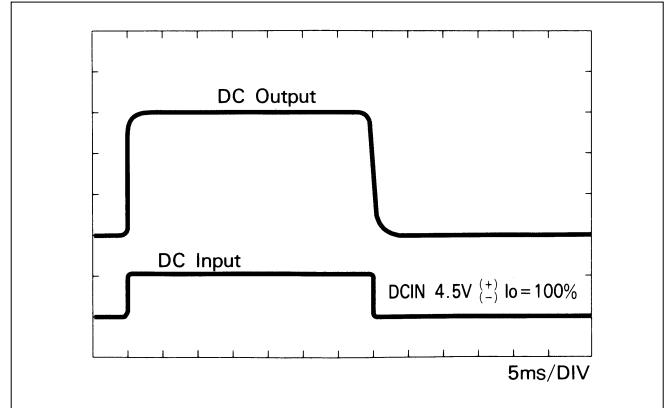 DC Output
DC Input
DCIN 4.5V (+) (−) Io=100%
5ms/DIV